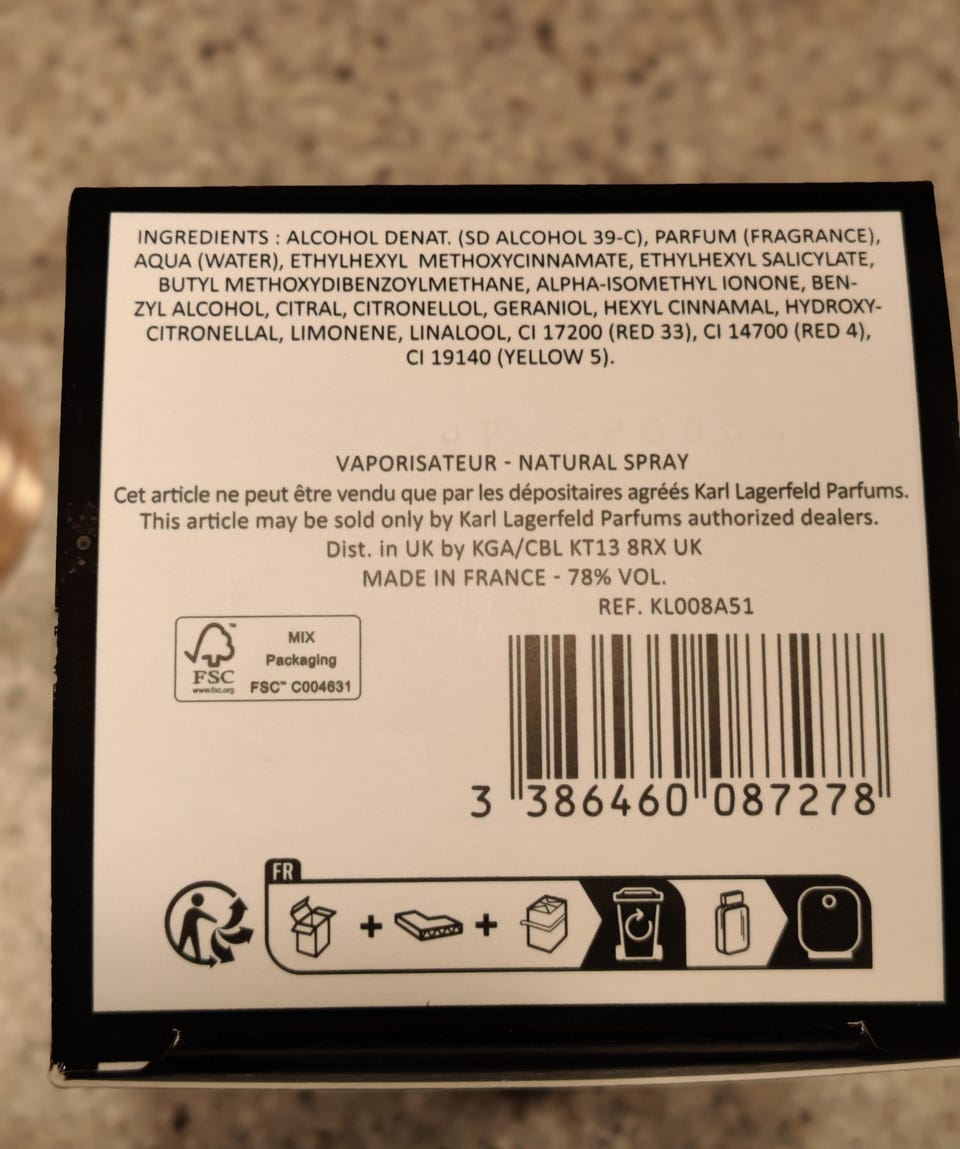 INGREDIENTS : ALCOHOL DENAT. (SD ALCOHOL 39-C), PARFUM (FRAGRANCE),
AQUA (WATER), ETHYLHEXYL METHOXYCINNAMATE, ETHYLHEXYL SALICYLATE,
BUTYL METHOXYDIBENZOYLMETHANE, ALPHA-ISOMETHYL IONONE, BEN-
ZYL ALCOHOL, CITRAL, CITRONELLOL, GERANIOL, HEXYL CINNAMAL, HYDROXY-
CITRONELLAL, LIMONENE, LINALOOL, CI 17200 (RED 33), CI 14700 (RED 4),
CI 19140 (YELLOW 5).
VAPORISATEUR - NATURAL SPRAY
Cet article ne peut être vendu que par les dépositaires agréés Karl Lagerfeld Parfums.
This article may be sold only by Karl Lagerfeld Parfums authorized dealers.
Dist. in UK by KGA/CBL KT13 8RX UK
MADE IN FRANCE - 78% VOL.
REF. KL008A51
FSC
www.fsc.org
MIX
Packaging
FSC™ C004631
3 386460 087278
FR